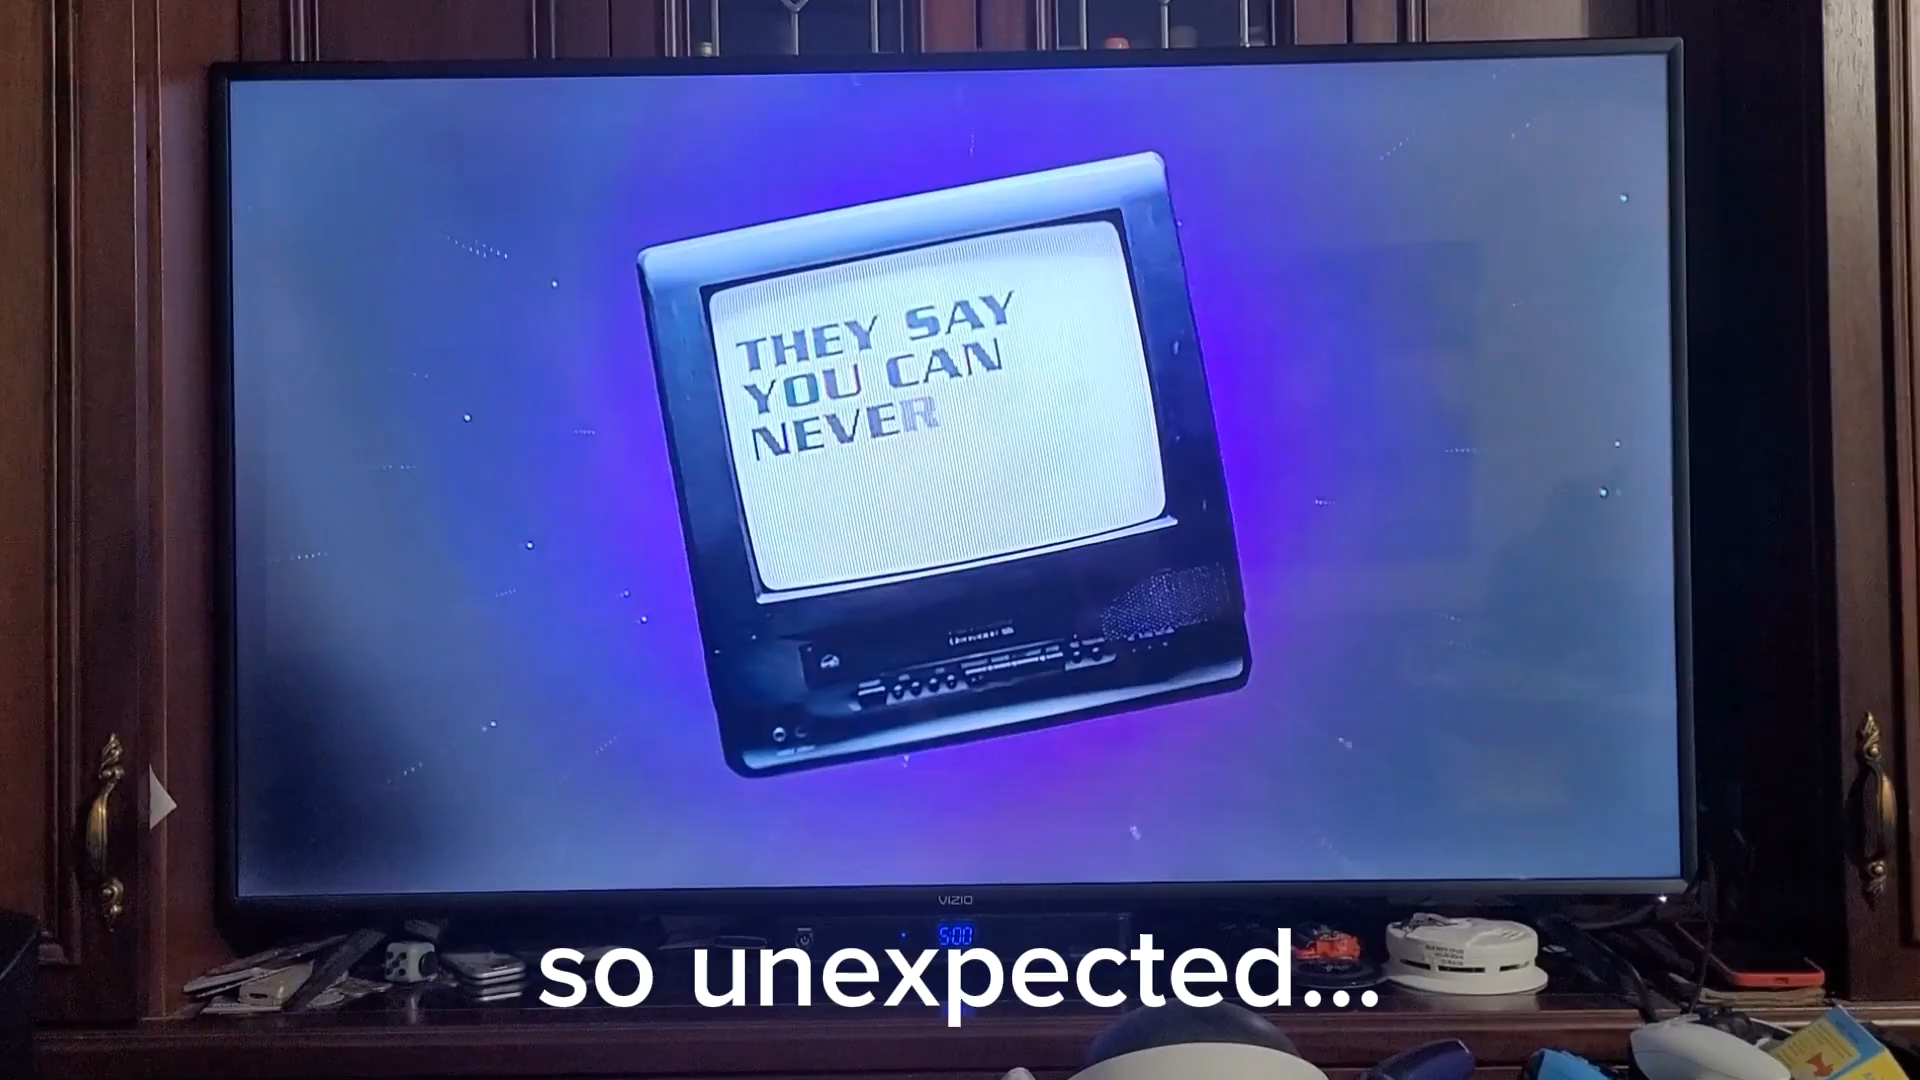 THEY SAY
YOU CAN
NEVER
VIZIO
5:00
so unexpected...